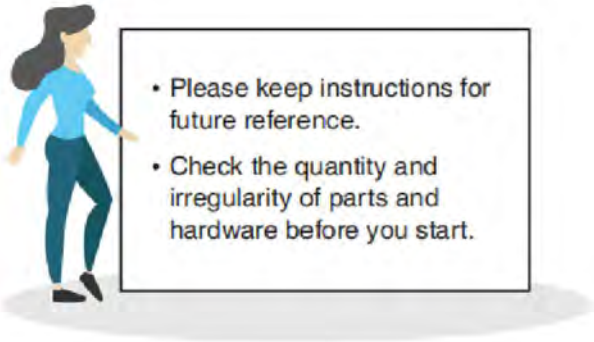 • Please keep instructions for
future reference.
• Check the quantity and
irregularity of parts and
hardware before you start.